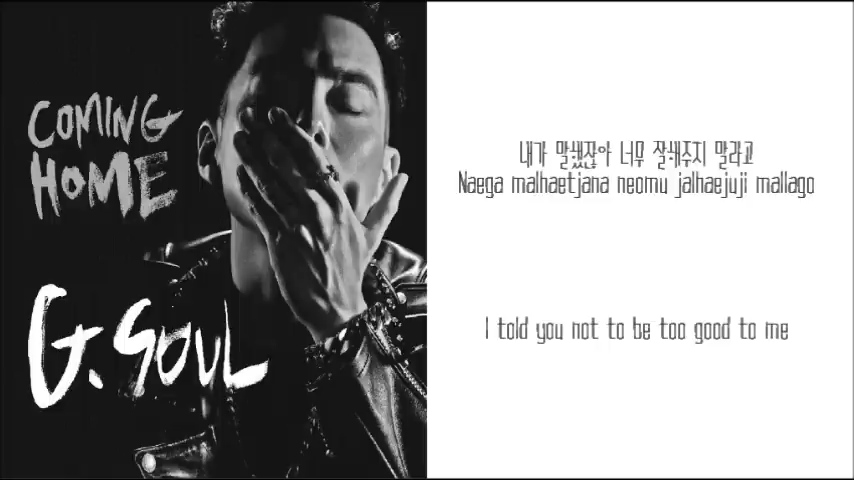 COMING
HOME
G. SOUL
내가 말했잖아 너무 잘해주지 말라고
Naega malhaetjana neomu jalhaejuji mallago
I told you not to be too good to me